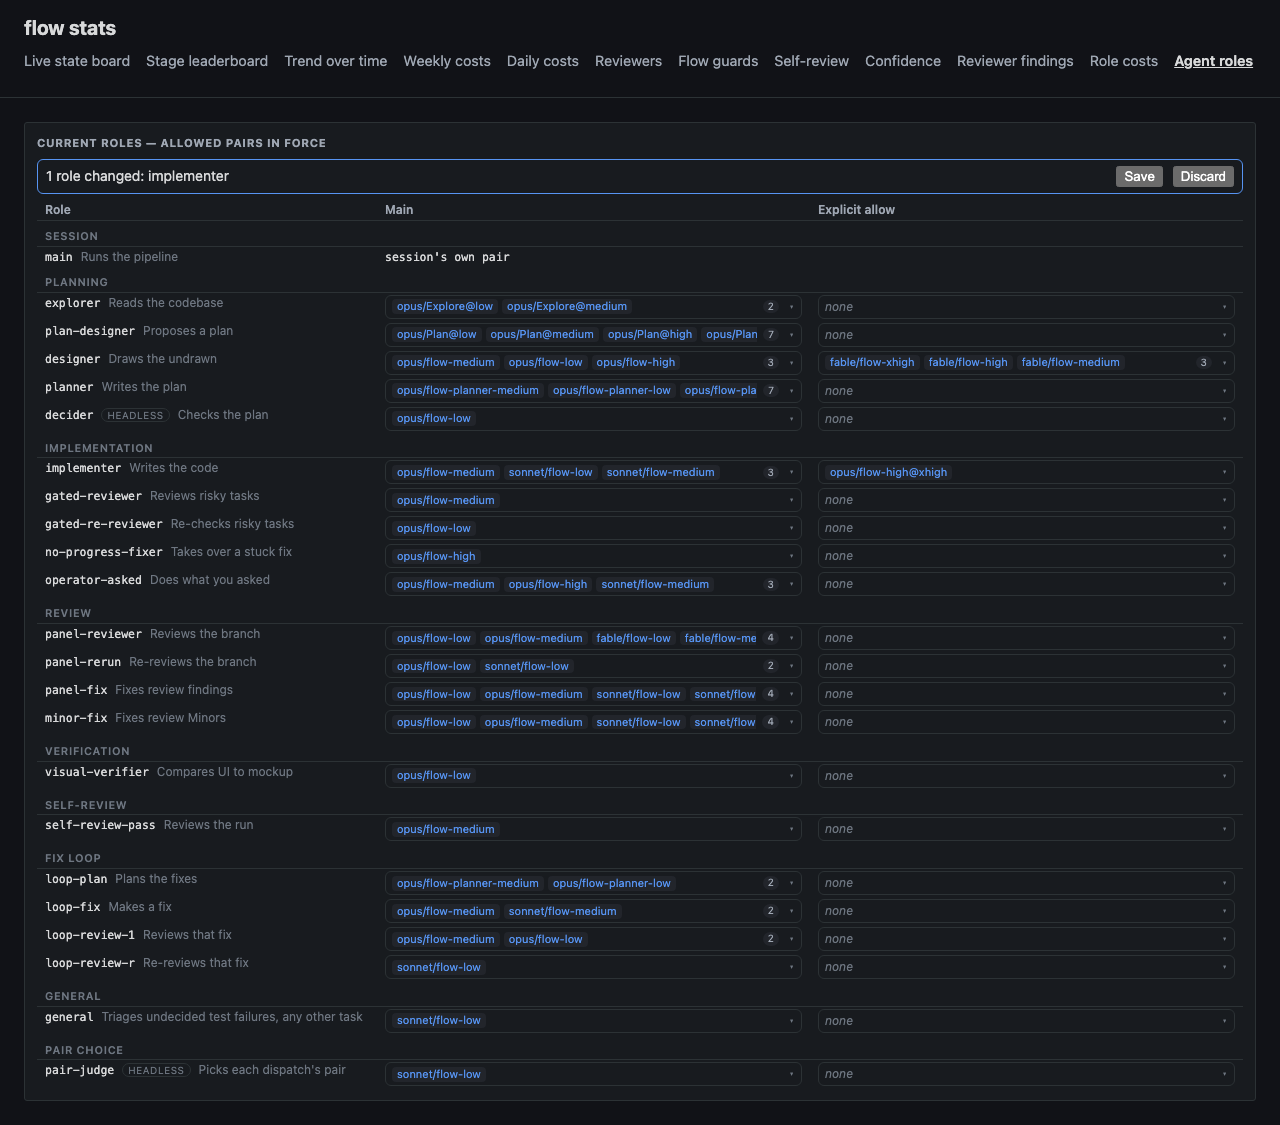 flow stats
Live state board Stage leaderboard Trend over time Weekly costs Daily costs Reviewers Flow guards Self-review Confidence Reviewer findings Role costs Agent roles
CURRENT ROLES — ALLOWED PAIRS IN FORCE
1 role changed: implementer Save Discard
Role Main Explicit allow
SESSION
main Runs the pipeline session's own pair
PLANNING
explorer Reads the codebase opus/Explore@low opus/Explore@medium 2 none
plan-designer Proposes a plan opus/Plan@low opus/Plan@medium opus/Plan@high opus/Plan 7 none
designer Draws the undrawn opus/flow-medium opus/flow-low opus/flow-high 3 fable/flow-xhigh fable/flow-high fable/flow-medium 3
planner Writes the plan opus/flow-planner-medium opus/flow-planner-low opus/flow-pla 7 none
decider HEADLESS Checks the plan opus/flow-low none
IMPLEMENTATION
implementer Writes the code opus/flow-medium sonnet/flow-low sonnet/flow-medium 3 opus/flow-high@xhigh
gated-reviewer Reviews risky tasks opus/flow-medium none
gated-re-reviewer Re-checks risky tasks opus/flow-low none
no-progress-fixer Takes over a stuck fix opus/flow-high none
operator-asked Does what you asked opus/flow-medium opus/flow-high sonnet/flow-medium 3 none
REVIEW
panel-reviewer Reviews the branch opus/flow-low opus/flow-medium fable/flow-low fable/flow-me 4 none
panel-rerun Re-reviews the branch opus/flow-low sonnet/flow-low 2 none
panel-fix Fixes review findings opus/flow-low opus/flow-medium sonnet/flow-low sonnet/flow 4 none
minor-fix Fixes review Minors opus/flow-low opus/flow-medium sonnet/flow-low sonnet/flow 4 none
VERIFICATION
visual-verifier Compares UI to mockup opus/flow-low none
SELF-REVIEW
self-review-pass Reviews the run opus/flow-medium none
FIX LOOP
loop-plan Plans the fixes opus/flow-planner-medium opus/flow-planner-low 2 none
loop-fix Makes a fix opus/flow-medium sonnet/flow-medium 2 none
loop-review-1 Reviews that fix opus/flow-medium opus/flow-low 2 none
loop-review-r Re-reviews that fix sonnet/flow-low none
GENERAL
general Triages undecided test failures, any other task sonnet/flow-low none
PAIR CHOICE
pair-judge HEADLESS Picks each dispatch's pair sonnet/flow-low none